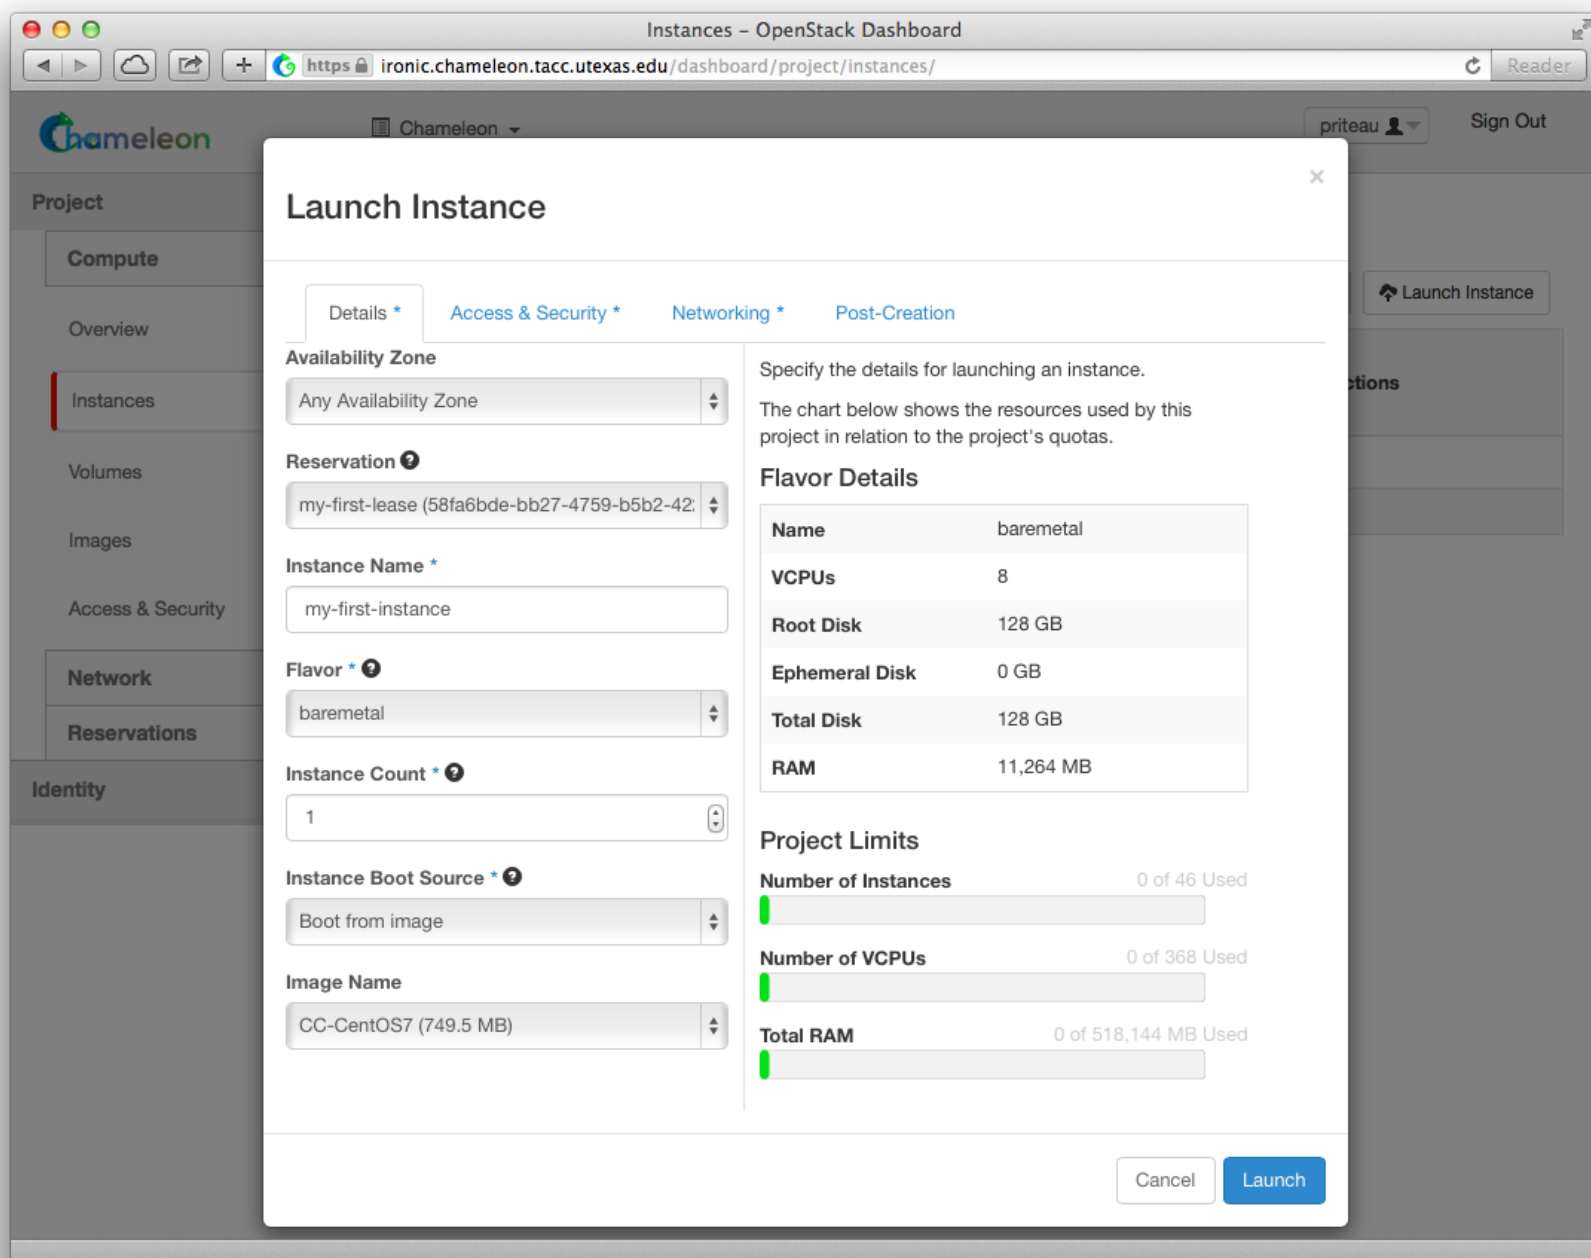 Instances – OpenStack Dashboard
https ironic.chameleon.tacc.utexas.edu/dashboard/project/instances/
Reader
Chameleon
Chameleon
priteau
Sign Out
Project
Compute
Overview
Instances
Volumes
Images
Access & Security
Network
Reservations
Identity
Launch Instance
ctions
Launch Instance
×
Details *
Access & Security *
Networking *
Post-Creation
Availability Zone
Any Availability Zone
Reservation ?
my-first-lease (58fa6bde-bb27-4759-b5b2-42
Instance Name *
my-first-instance
Flavor * ?
baremetal
Instance Count * ?
1
Instance Boot Source * ?
Boot from image
Image Name
CC-CentOS7 (749.5 MB)
Specify the details for launching an instance.
The chart below shows the resources used by this
project in relation to the project's quotas.
Flavor Details
Name baremetal
VCPUs 8
Root Disk 128 GB
Ephemeral Disk 0 GB
Total Disk 128 GB
RAM 11,264 MB
Project Limits
Number of Instances 0 of 46 Used
Number of VCPUs 0 of 368 Used
Total RAM 0 of 518,144 MB Used
Cancel
Launch